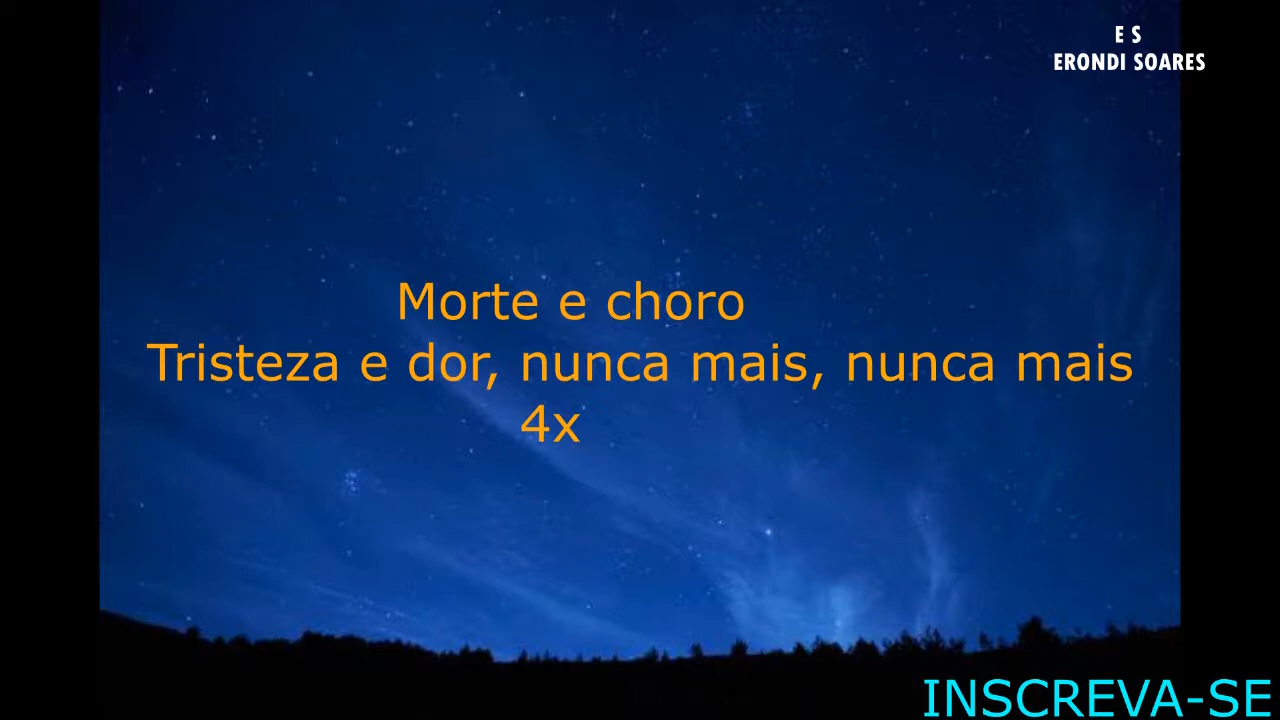 E S
ERONDI SOARES
Morte e choro
Tristeza e dor, nunca mais, nunca mais
4x
INSCREVA-SE